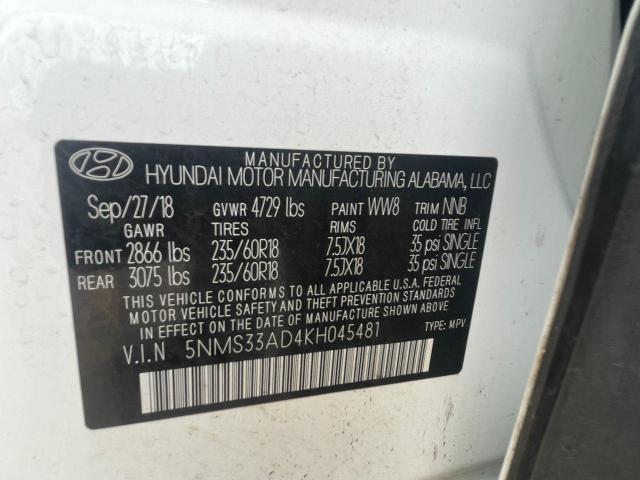 MANUFACTURED BY
HYUNDAI MOTOR MANUFACTURING ALABAMA, LLC
Sep/27/18 GVWR 4729 lbs PAINT WW8 TRIM NNB
GAWR TIRES RIMS COLD TIRE INFL
FRONT 2866 lbs 235/60R18 7.5JX18 35 psi SINGLE
REAR 3075 lbs 235/60R18 7.5JX18 35 psi SINGLE
THIS VEHICLE CONFORMS TO ALL APPLICABLE U.S.A. FEDERAL
MOTOR VEHICLE SAFETY AND THEFT PREVENTION STANDARDS
IN EFFECT ON THE DATE OF MANUFACTURE SHOWN ABOVE.
V.I.N 5NMS33AD4KH045481 TYPE: MPV